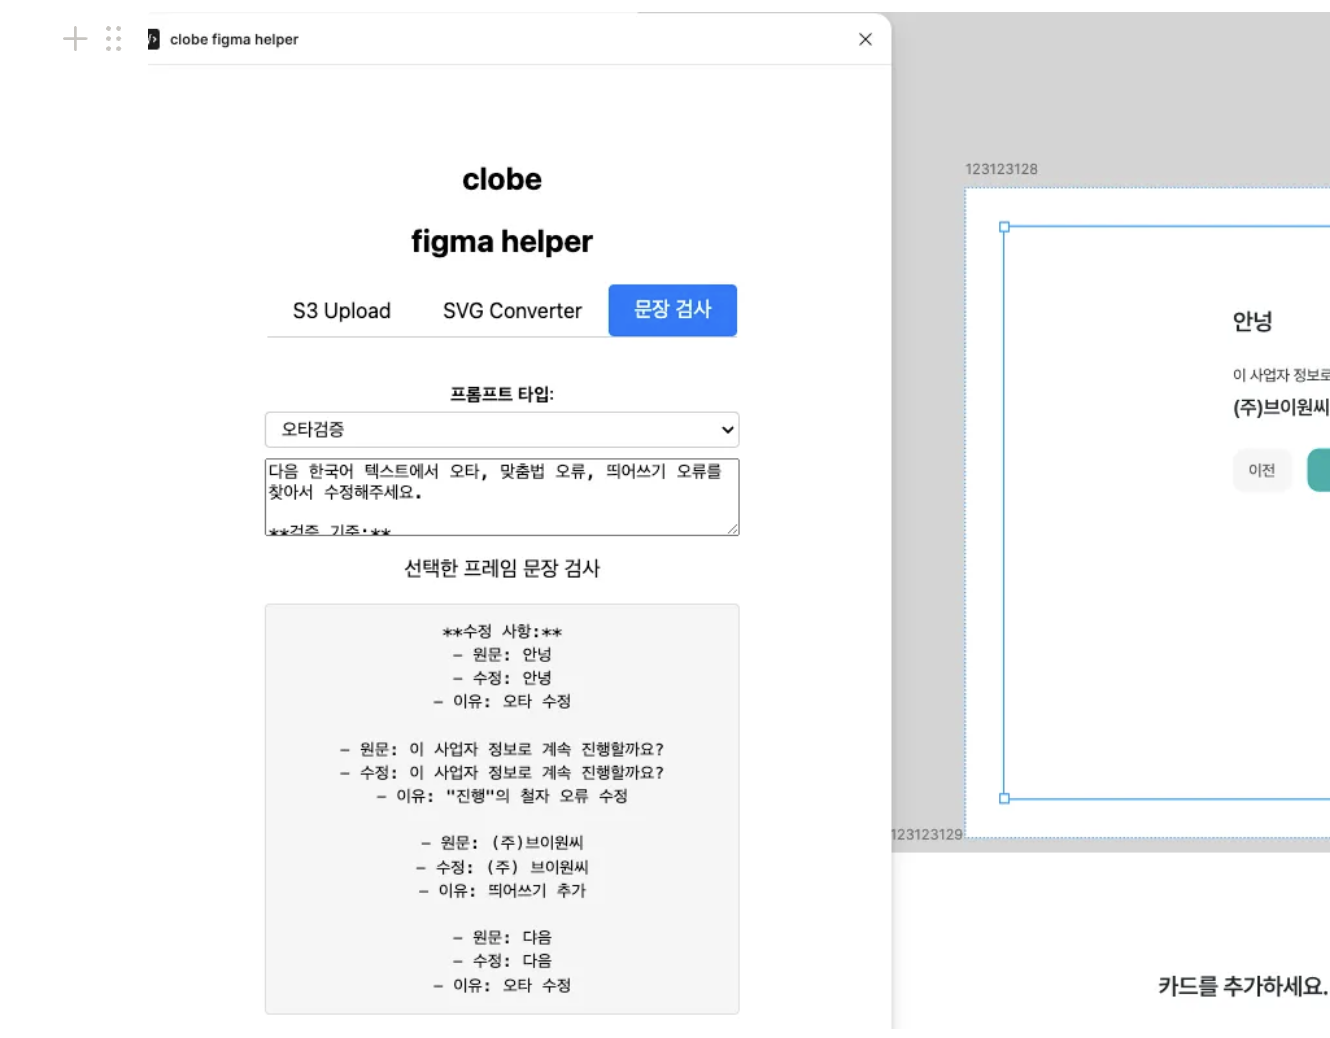 clobe figma helper
clobe
figma helper
S3 Upload
SVG Converter
문장 검사
프롬프트 타입:
오타검증
다음 한국어 텍스트에서 오타, 맞춤법 오류, 띄어쓰기 오류를
찾아서 수정해주세요.
**검증 기준:**
선택한 프레임 문장 검사
**수정 사항:**
- 원문: 안넝
- 수정: 안녕
- 이유: 오타 수정
- 원문: 이 사업자 정보로 계속 진행할까요?
- 수정: 이 사업자 정보로 계속 진행할까요?
- 이유: "진행"의 철자 오류 수정
- 원문: (주)브이원씨
- 수정: (주) 브이원씨
- 이유: 띄어쓰기 추가
- 원문: 댜음
- 수정: 다음
- 이유: 오타 수정
123123128
안넝
이 사업자 정보로
(주)브이원씨
이전
123123129
카드를 추가하세요.